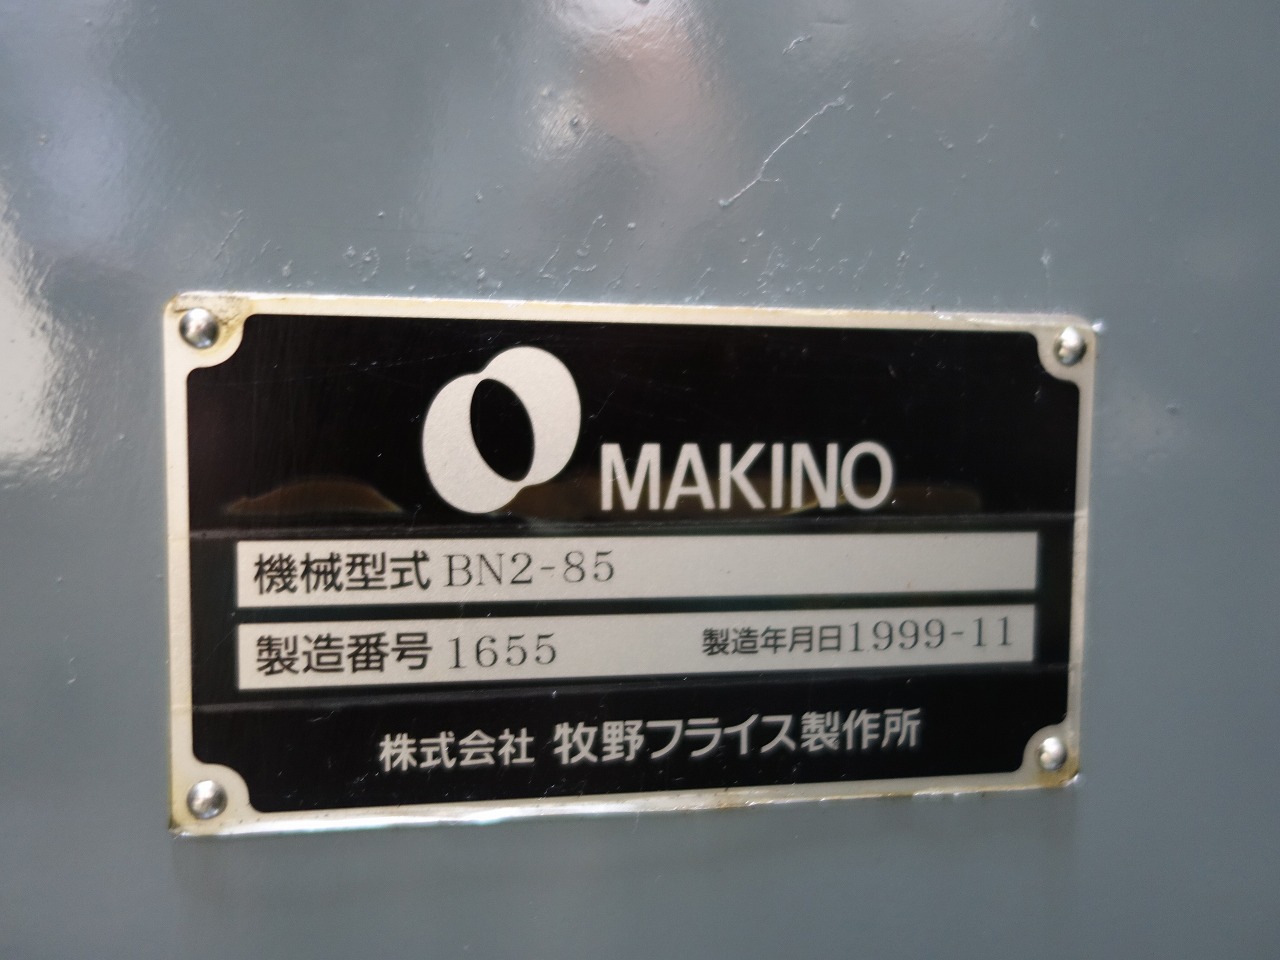 MAKINO
機械型式 BN2-85
製造番号 1655 製造年月日 1999-11
株式会社 牧野フライス製作所